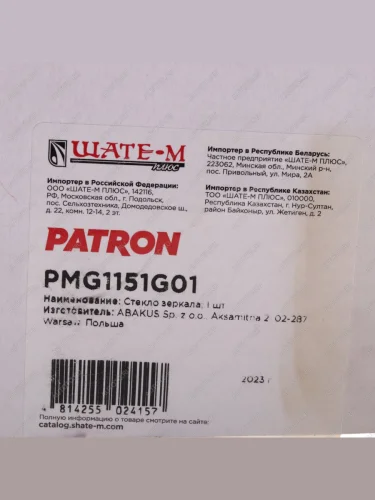 ШАТЕ-М
ПЛЮС
Импортер в Российской Федерации:
ООО «ШАТЕ-М ПЛЮС», 142116,
РФ, Московская обл., г. Подольск,
пос. Сельхозтехника, Домодедовское ш.,
д. 22, комн. 12-14, 2 эт.
Импортер в Республике Беларусь:
Частное предприятие «ШАТЕ-М ПЛЮС»,
223062, Минская обл., Минский р-н,
пос. Привольный, ул. Мира, 2А
Импортер в Республике Казахстан:
ТОО «ШАТЕ-М ПЛЮС», 010000,
Республика Казахстан, г. Нур-Султан,
район Байконыр, ул. Жетиген, д. 2
PATRON
PMG1151G01
Наименование: Стекло зеркала, 1 шт
Изготовитель: ABAKUS Sp. z o.o., Aksamitna 2, 02-287
Warsaw, Польша
2023 г
4 814255 024157
Полную информацию о товаре смотрите на сайте:
catalog.shate-m.com